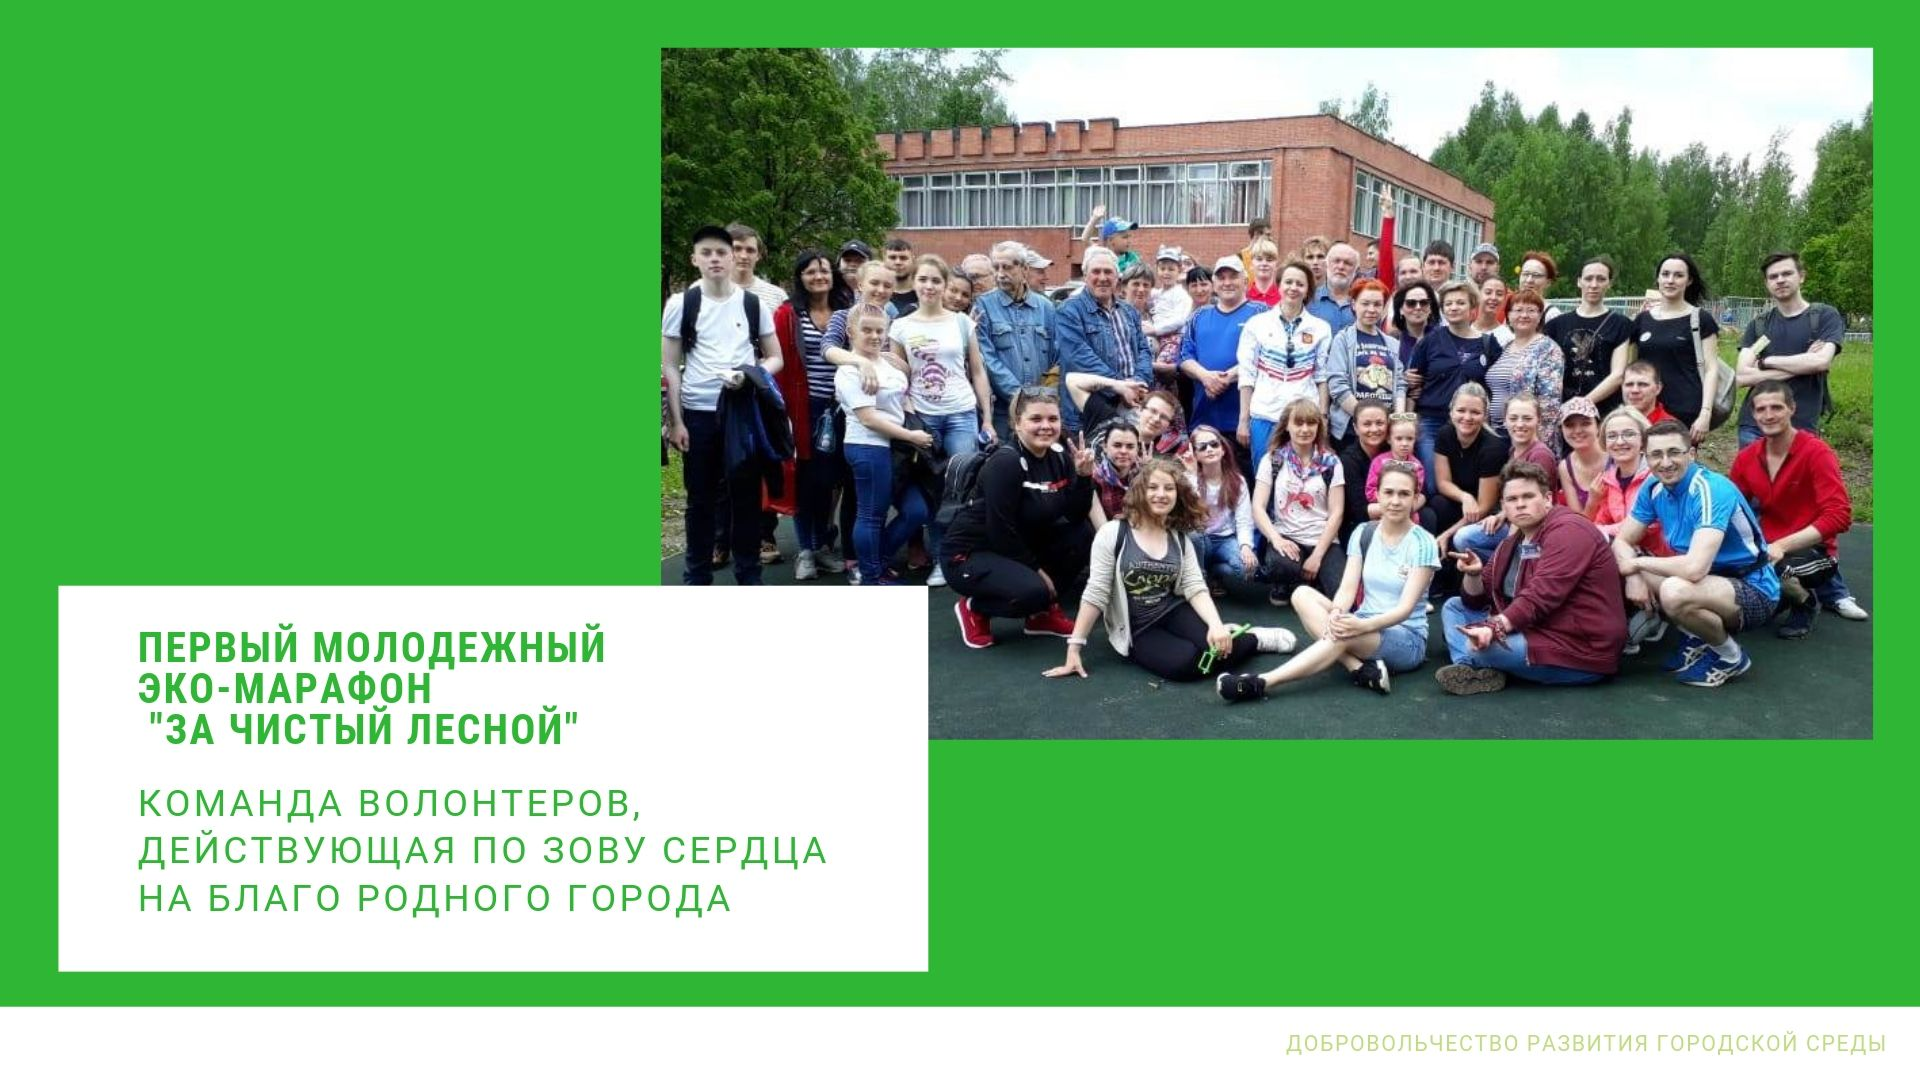 ПЕРВЫЙ МОЛОДЕЖНЫЙ
ЭКО-МАРАФОН
"ЗА ЧИСТЫЙ ЛЕСНОЙ"
КОМАНДА ВОЛОНТЕРОВ,
ДЕЙСТВУЮЩАЯ ПО ЗОВУ СЕРДЦА
НА БЛАГО РОДНОГО ГОРОДА
ДОБРОВОЛЬЧЕСТВО РАЗВИТИЯ ГОРОДСКОЙ СРЕДЫ